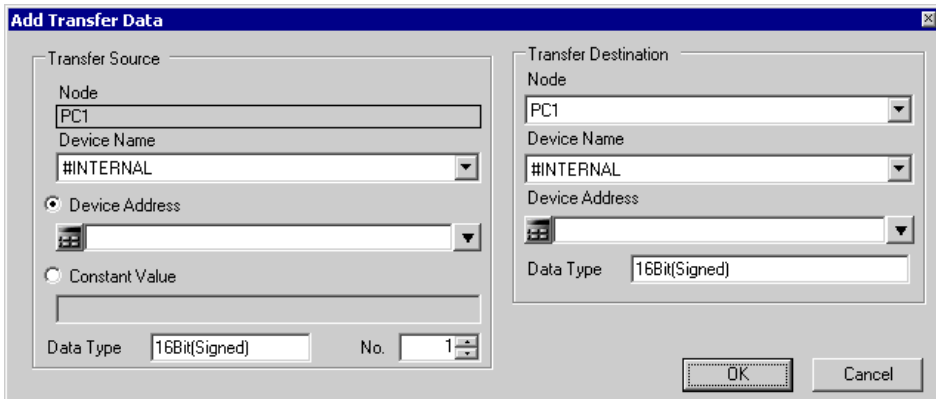 Add Transfer Data
Transfer Source
Node
PC1
Device Name
#INTERNAL
Device Address
Constant Value
Data Type 16Bit(Signed) No. 1
Transfer Destination
Node
PC1
Device Name
#INTERNAL
Device Address
Data Type 16Bit(Signed)
OK Cancel